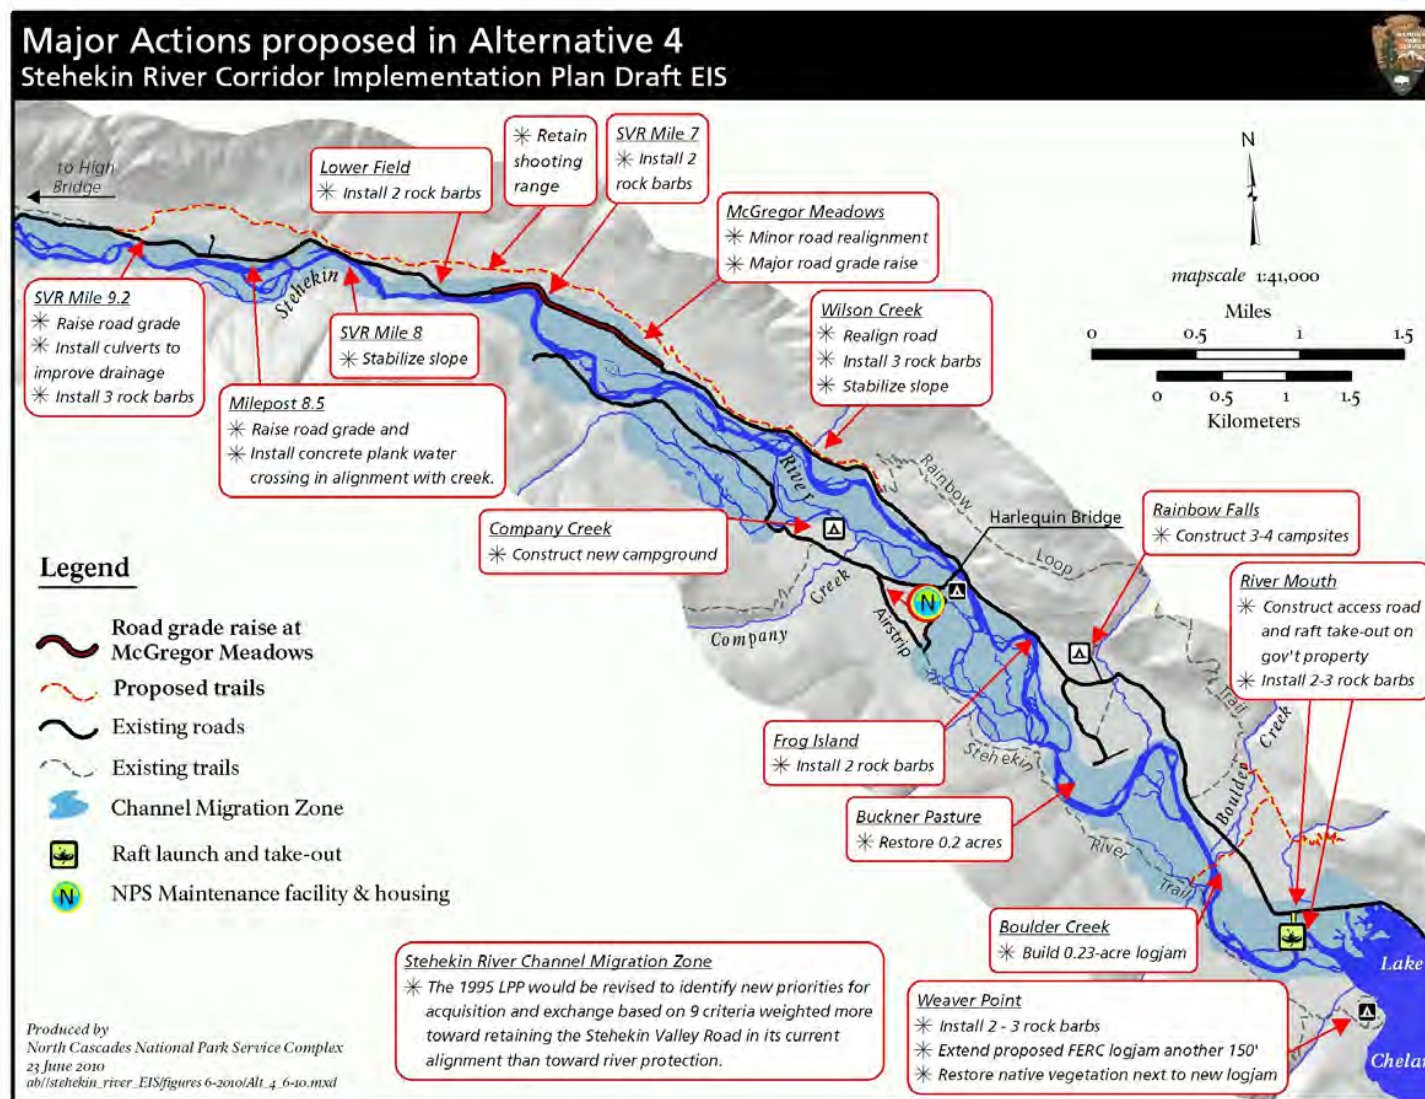 Major Actions proposed in Alternative 4
Stehekin River Corridor Implementation Plan Draft EIS
to High
Bridge
Lower Field
✳ Install 2 rock barbs
✳ Retain
shooting
range
SVR Mile 7
✳ Install 2
rock barbs
McGregor Meadows
✳ Minor road realignment
✳ Major road grade raise
N
mapscale 1:41,000
Miles
0 0.5 1 1.5
0 0.5 1 1.5
Kilometers
SVR Mile 9.2
✳ Raise road grade
✳ Install culverts to
improve drainage
✳ Install 3 rock barbs
Stehekin
SVR Mile 8
✳ Stabilize slope
Wilson Creek
✳ Realign road
✳ Install 3 rock barbs
✳ Stabilize slope
Milepost 8.5
✳ Raise road grade and
✳ Install concrete plank water
crossing in alignment with creek.
River
Rainbow
Loop
Trail
Harlequin Bridge
Company Creek
✳ Construct new campground
Rainbow Falls
✳ Construct 3-4 campsites
River Mouth
✳ Construct access road
and raft take-out on
gov't property
✳ Install 2-3 rock barbs
Company
Creek
Airstrip
N
Legend
Road grade raise at
McGregor Meadows
Proposed trails
Existing roads
Existing trails
Channel Migration Zone
Raft launch and take-out
N
NPS Maintenance facility & housing
Frog Island
✳ Install 2 rock barbs
Stehekin
River
Trail
Boulder
Creek
Buckner Pasture
✳ Restore 0.2 acres
Boulder Creek
✳ Build 0.23-acre logjam
Lake
Chelan
Stehekin River Channel Migration Zone
✳ The 1995 LPP would be revised to identify new priorities for
acquisition and exchange based on 9 criteria weighted more
toward retaining the Stehekin Valley Road in its current
alignment than toward river protection.
Weaver Point
✳ Install 2 - 3 rock barbs
✳ Extend proposed FERC logjam another 150'
✳ Restore native vegetation next to new logjam
Produced by
North Cascades National Park Service Complex
23 June 2010
ab//stehekin_river_EIS/figures 6-2010/Alt_4_6-10.mxd